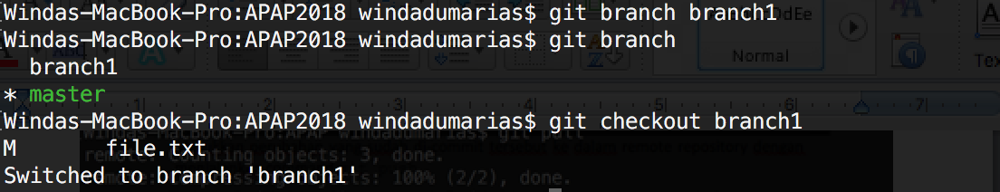 Windas-MacBook-Pro:APAP2018 windadumarias$ git branch branch1
Windas-MacBook-Pro:APAP2018 windadumarias$ git branch
  branch1
* master
Windas-MacBook-Pro:APAP2018 windadumarias$ git checkout branch1
M       file.txt
Switched to branch 'branch1'
Normal